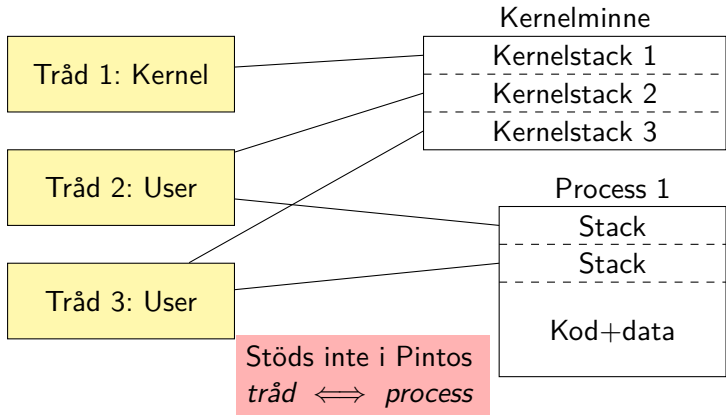 Kernelminne
Tråd 1: Kernel
Kernelstack 1
Kernelstack 2
Kernelstack 3
Tråd 2: User
Process 1
Stack
Stack
Tråd 3: User
Kod+data
Stöds inte i Pintos
tråd ⟺ process